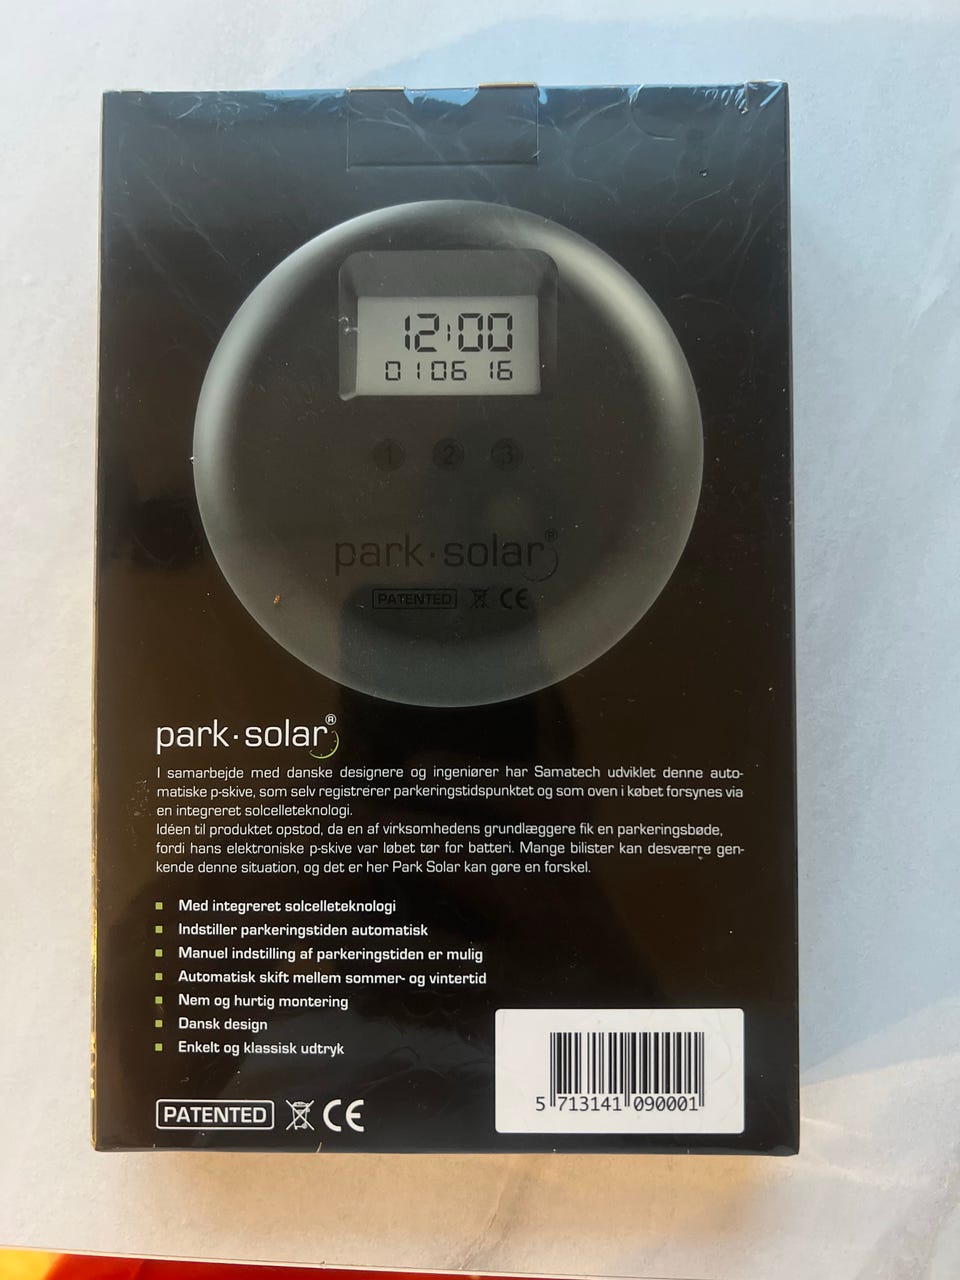 12:00
01 06 16
1 2 3
park·solar®
PATENTED CE
park·solar®
I samarbejde med danske designere og ingeniører har Samatech udviklet denne auto-
matiske p-skive, som selv registrerer parkeringstidspunktet og som oven i købet forsynes via
en integreret solcelleteknologi.
Idéen til produktet opstod, da en af virksomhedens grundlæggere fik en parkeringsbøde,
fordi hans elektroniske p-skive var løbet tør for batteri. Mange bilister kan desværre gen-
kende denne situation, og det er her Park Solar kan gøre en forskel.
Med integreret solcelleteknologi
Indstiller parkeringstiden automatisk
Manuel indstilling af parkeringstiden er mulig
Automatisk skift mellem sommer- og vintertid
Nem og hurtig montering
Dansk design
Enkelt og klassisk udtryk
PATENTED CE
5 713141 090001